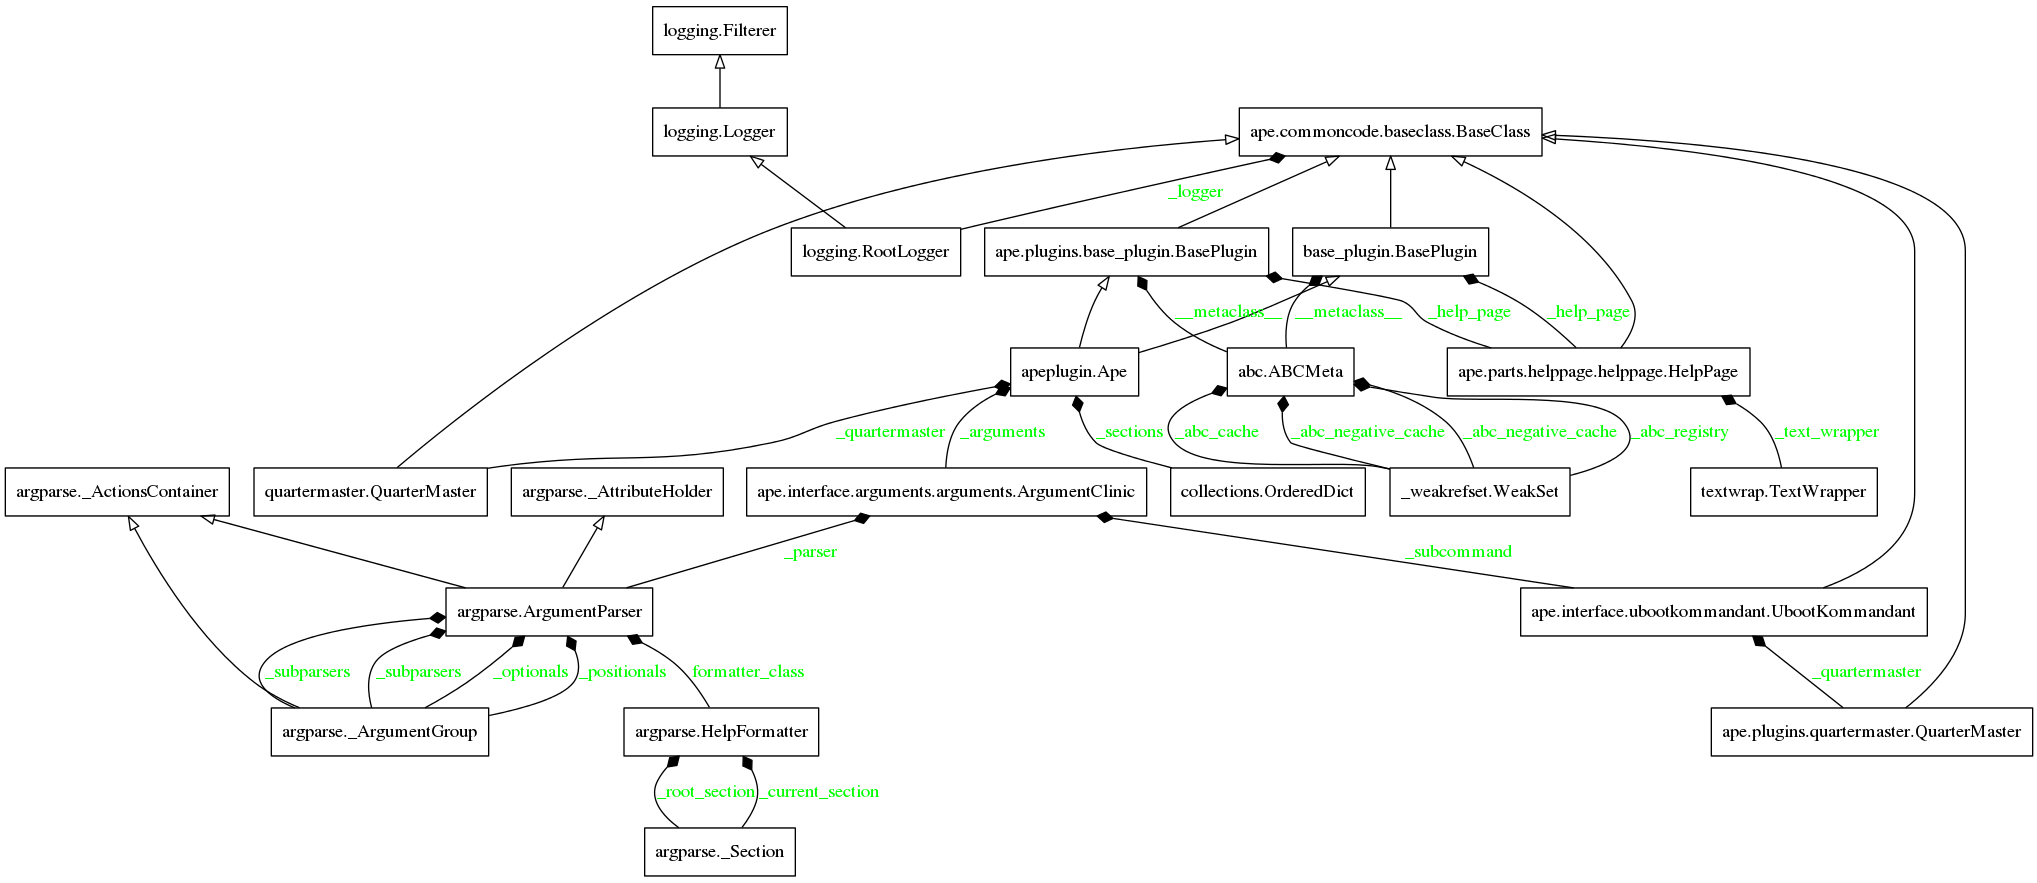 logging.Filterer
logging.Logger
ape.commoncode.baseclass.BaseClass
_logger
logging.RootLogger
ape.plugins.base_plugin.BasePlugin
base_plugin.BasePlugin
__metaclass__
__metaclass__
_help_page
_help_page
apeplugin.Ape
abc.ABCMeta
ape.parts.helppage.helppage.HelpPage
_quartermaster
_arguments
_sections
_abc_cache
_abc_negative_cache
_abc_negative_cache
_abc_registry
_text_wrapper
argparse._ActionsContainer
quartermaster.QuarterMaster
argparse._AttributeHolder
ape.interface.arguments.arguments.ArgumentClinic
collections.OrderedDict
_weakrefset.WeakSet
textwrap.TextWrapper
_parser
_subcommand
argparse.ArgumentParser
ape.interface.ubootkommandant.UbootKommandant
_subparsers
_subparsers
_optionals
_positionals
formatter_class
_quartermaster
argparse._ArgumentGroup
argparse.HelpFormatter
ape.plugins.quartermaster.QuarterMaster
_root_section
_current_section
argparse._Section